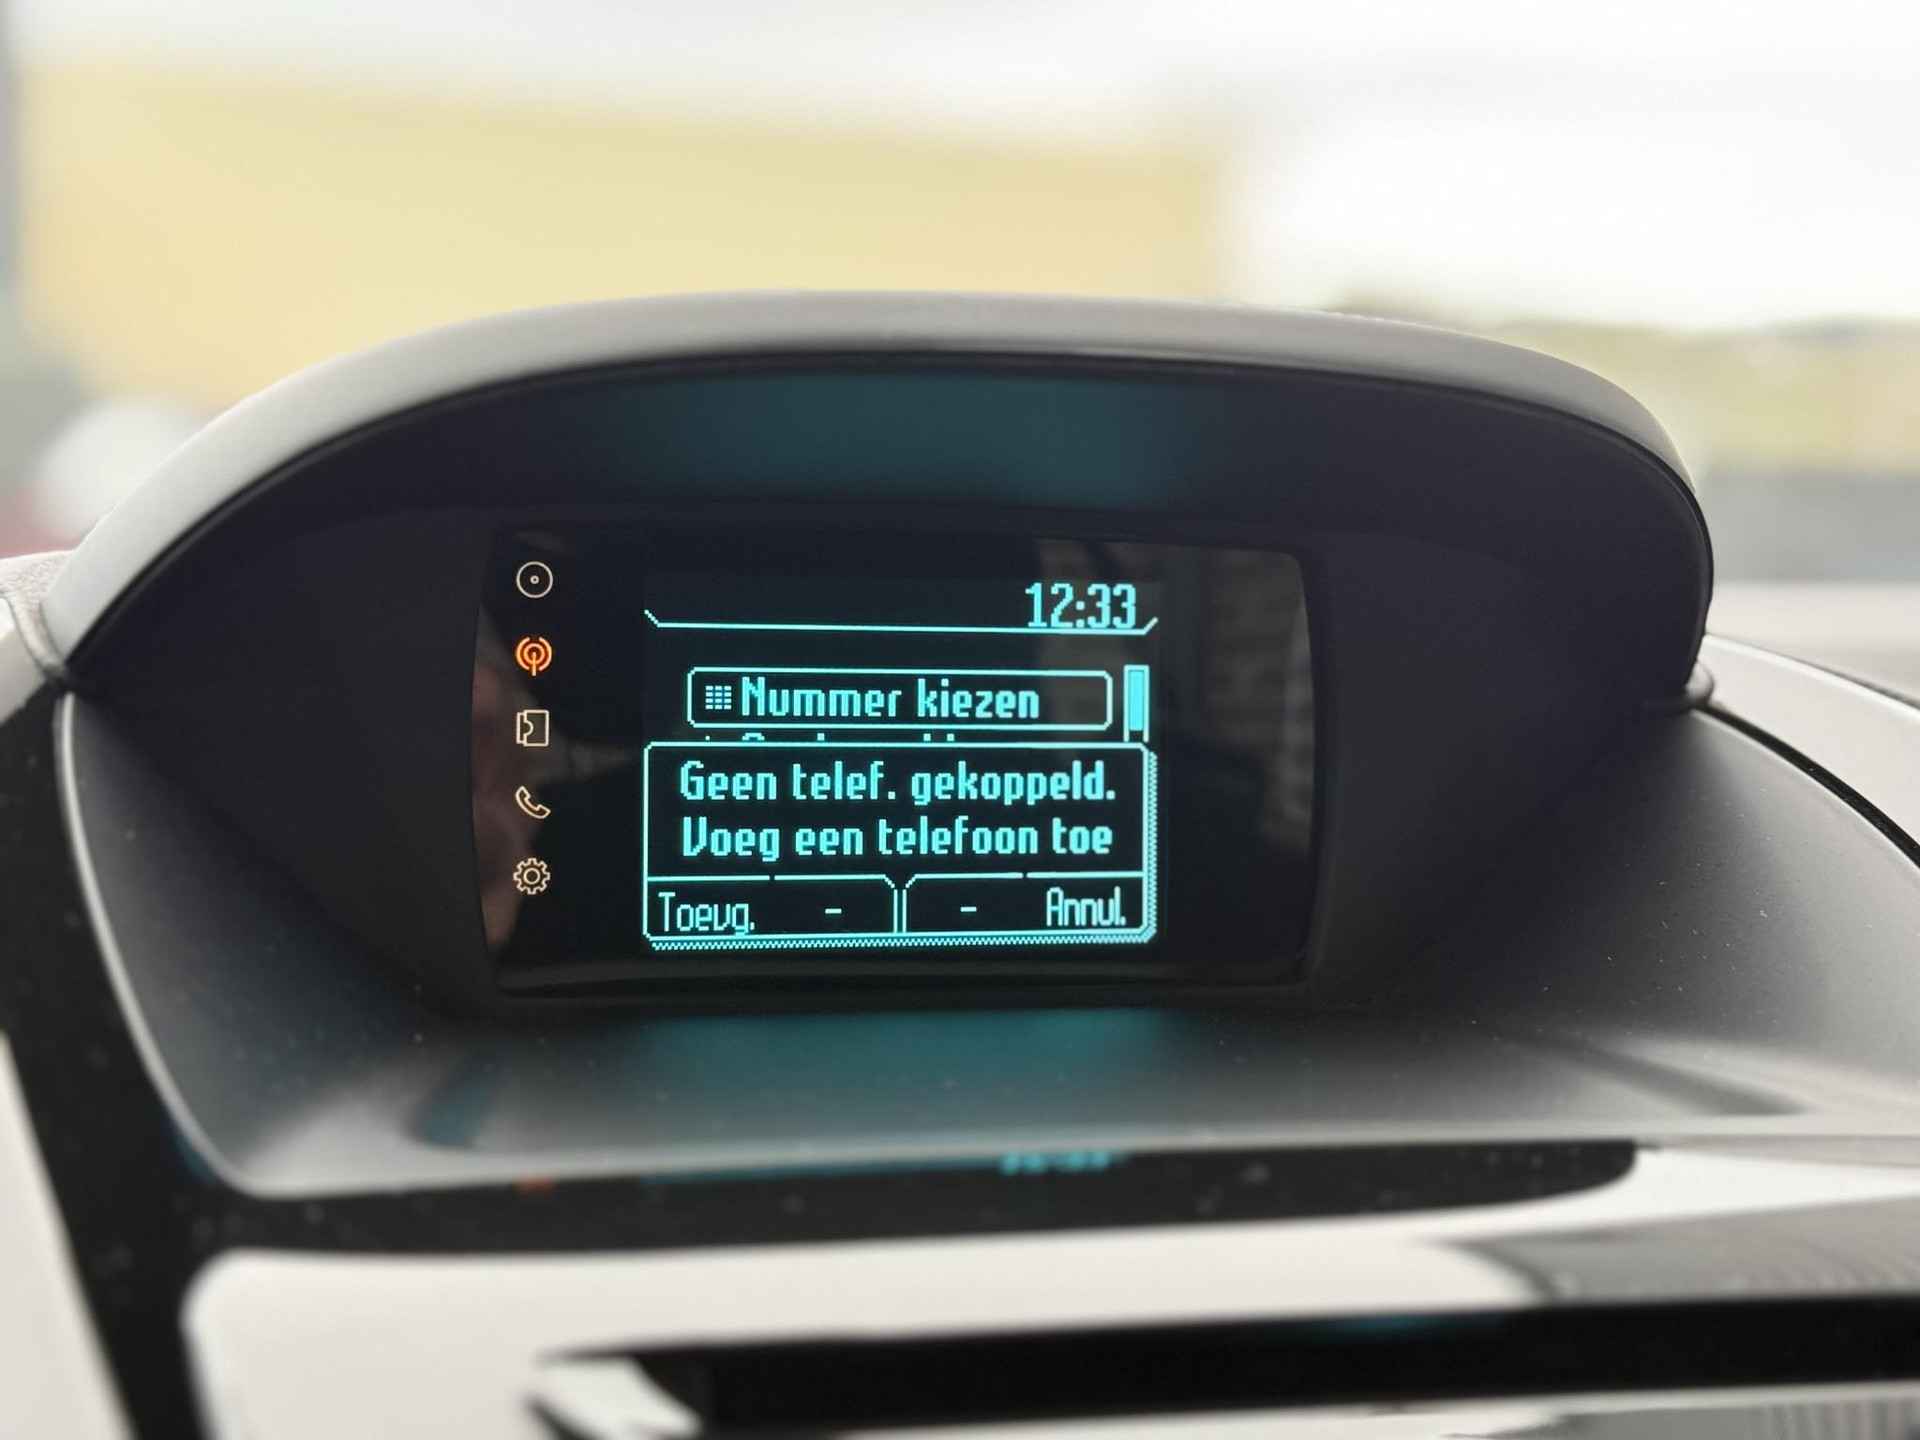 12:33
Nummer kiezen
Geen telef. gekoppeld.
Voeg een telefoon toe
Toevg. - - Annul.